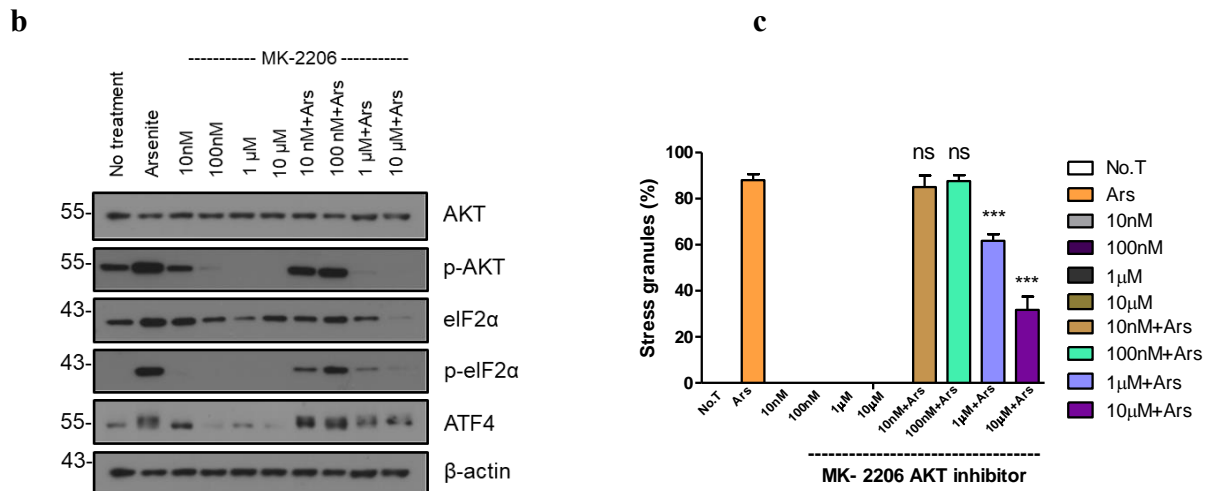 b
----------- MK-2206 -----------
No treatment
Arsenite
10nM
100nM
1 µM
10 µM
10 nM+Ars
100 nM+Ars
1 µM+Ars
10 µM+Ars
55- AKT
55- p-AKT
43- eIF2α
43- p-eIF2α
55- ATF4
43- β-actin
c
Stress granules (%)
100
80
60
40
20
0
ns
ns
***
***
No.T
Ars
10nM
100nM
1µM
10µM
10nM+Ars
100nM+Ars
1µM+Ars
10µM+Ars
------------------------------------
MK- 2206 AKT inhibitor
No.T
Ars
10nM
100nM
1µM
10µM
10nM+Ars
100nM+Ars
1µM+Ars
10µM+Ars